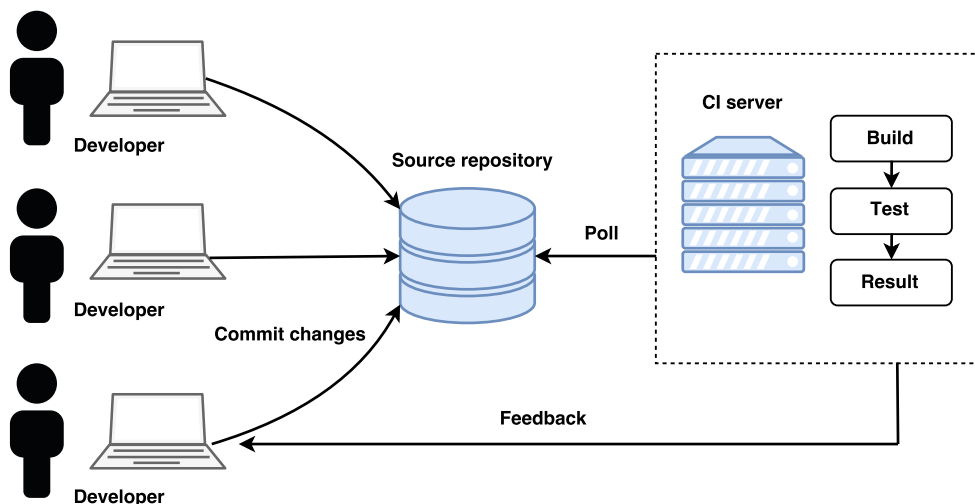 Developer
Developer
Commit changes
Developer
Source repository
Poll
CI server
Build
Test
Result
Feedback